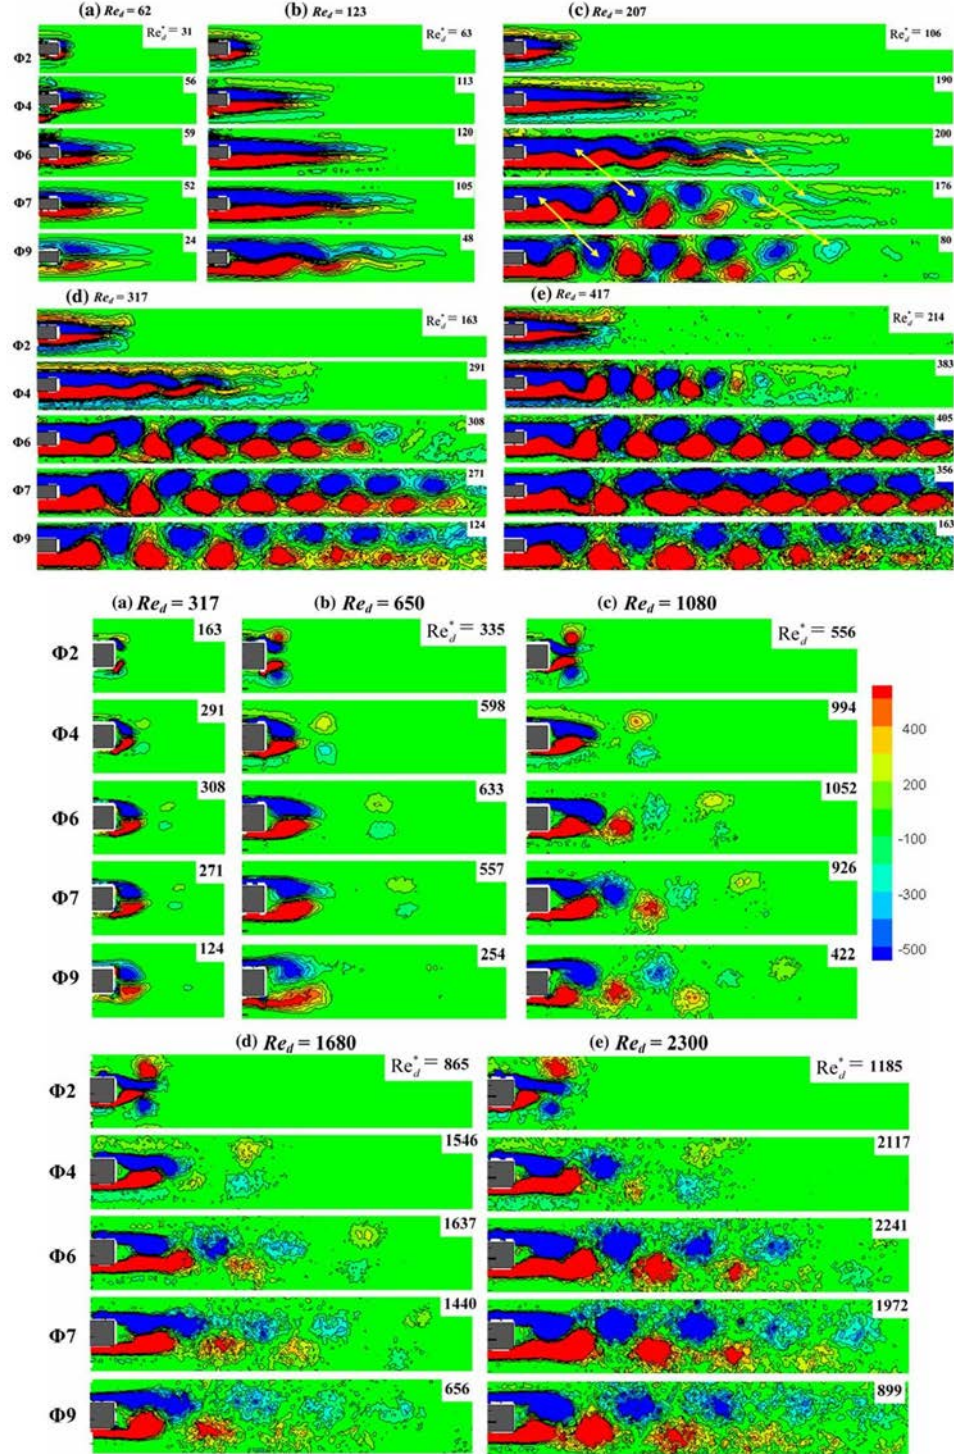 (a) Re_d = 62 (b) Re_d = 123 (c) Re_d = 207
Φ2 Re*_d = 31 Re*_d = 63 Re*_d = 106
Φ4 56 113 190
Φ6 59 120 200
Φ7 52 105 176
Φ9 24 48 80
(d) Re_d = 317 (e) Re_d = 417
Φ2 Re*_d = 163 Re*_d = 214
Φ4 291 383
Φ6 308 405
Φ7 271 356
Φ9 124 163
(a) Re_d = 317 (b) Re_d = 650 (c) Re_d = 1080
Φ2 163 Re*_d = 335 Re*_d = 556
Φ4 291 598 994
400
Φ6 308 633 1052
200
-100
Φ7 271 557 926
-300
Φ9 124 254 422
-500
(d) Re_d = 1680 (e) Re_d = 2300
Φ2 Re*_d = 865 Re*_d = 1185
Φ4 1546 2117
Φ6 1637 2241
Φ7 1440 1972
Φ9 656 899